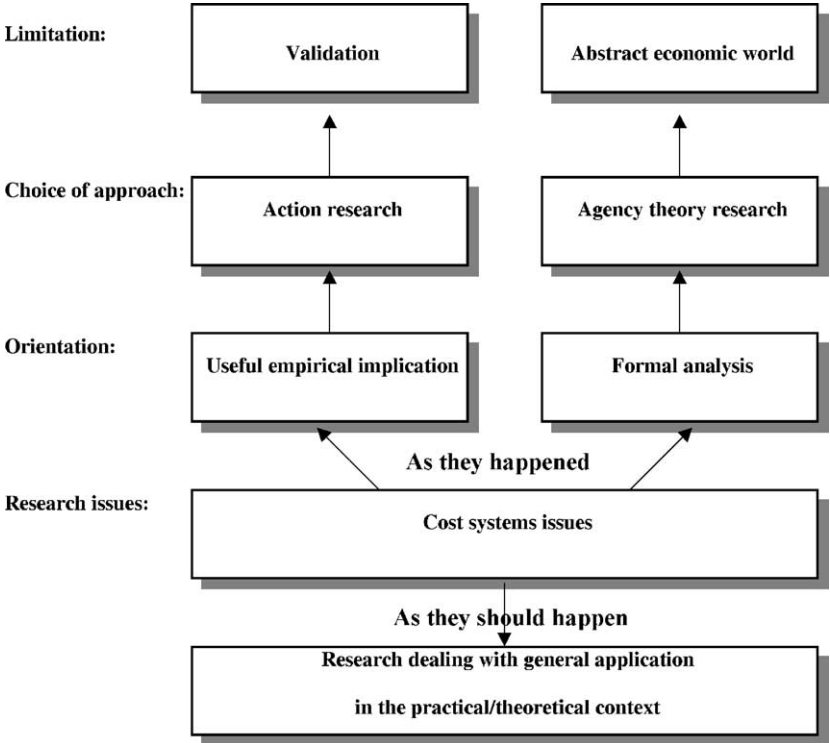 Limitation:
Validation
Abstract economic world
Choice of approach:
Action research
Agency theory research
Orientation:
Useful empirical implication
Formal analysis
As they happened
Research issues:
Cost systems issues
As they should happen
Research dealing with general application
in the practical/theoretical context